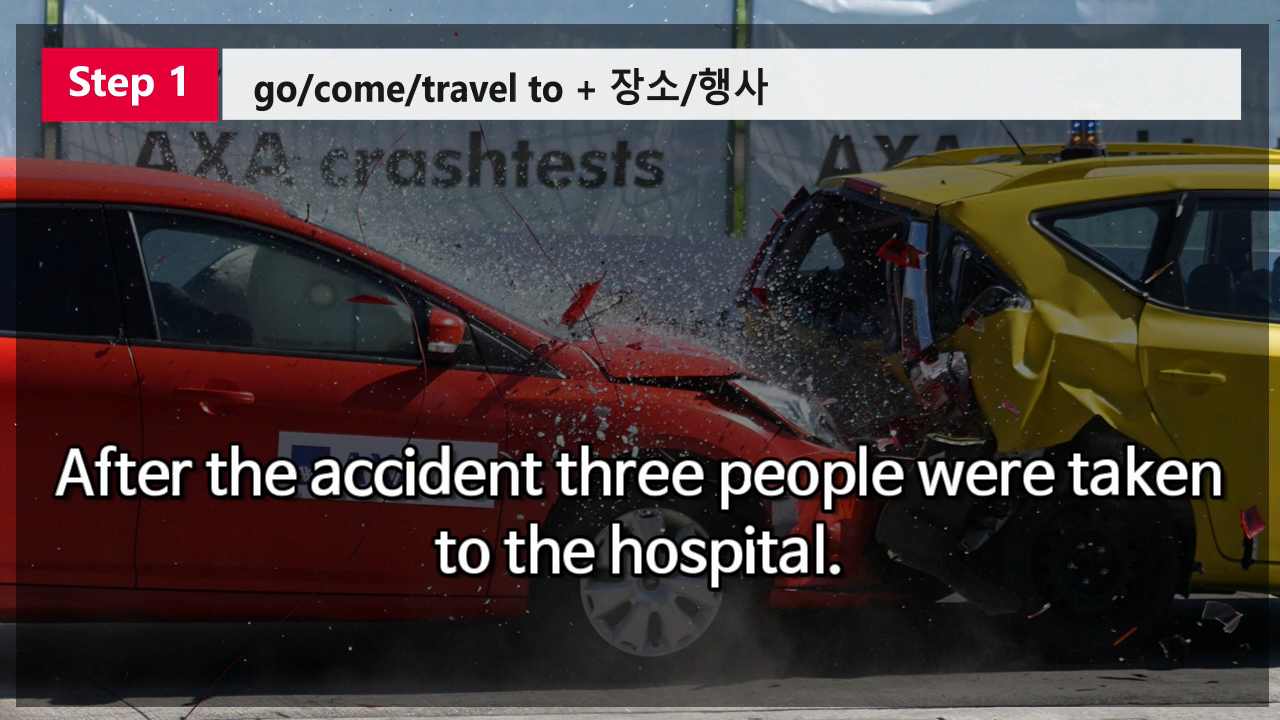 Step 1
go/come/travel to + 장소/행사
AXA crashtests
AXA
After the accident three people were taken
to the hospital.